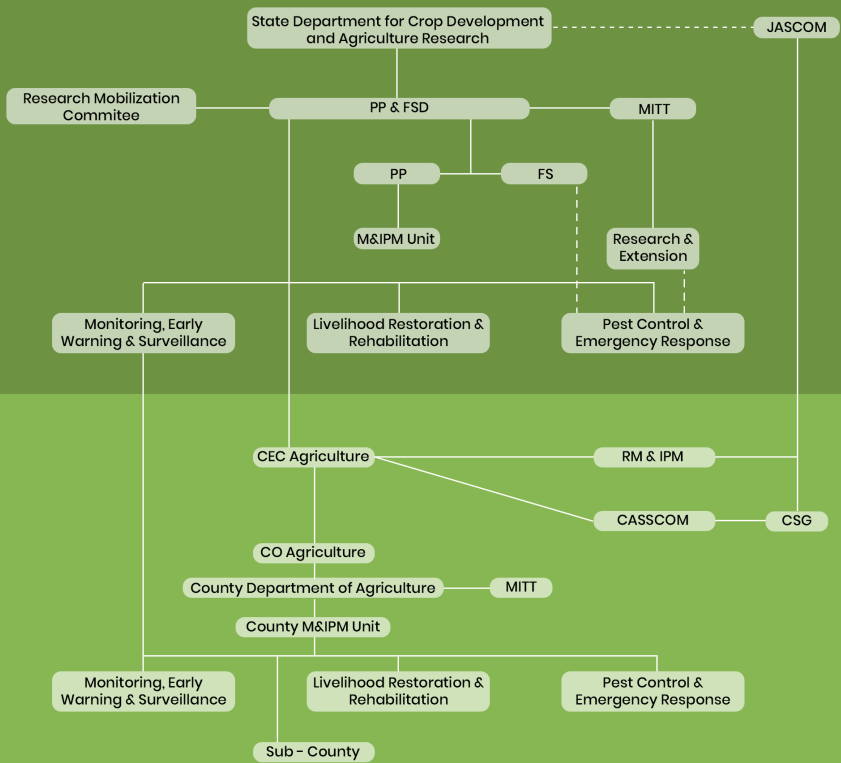 State Department for Crop Development
and Agriculture Research
JASCOM
Research Mobilization
Commitee
PP & FSD
MITT
PP
FS
M&IPM Unit
Research &
Extension
Monitoring, Early
Warning & Surveillance
Livelihood Restoration &
Rehabilitation
Pest Control &
Emergency Response
CEC Agriculture
RM & IPM
CASSCOM
CSG
CO Agriculture
County Department of Agriculture
MITT
County M&IPM Unit
Monitoring, Early
Warning & Surveillance
Livelihood Restoration &
Rehabilitation
Pest Control &
Emergency Response
Sub - County